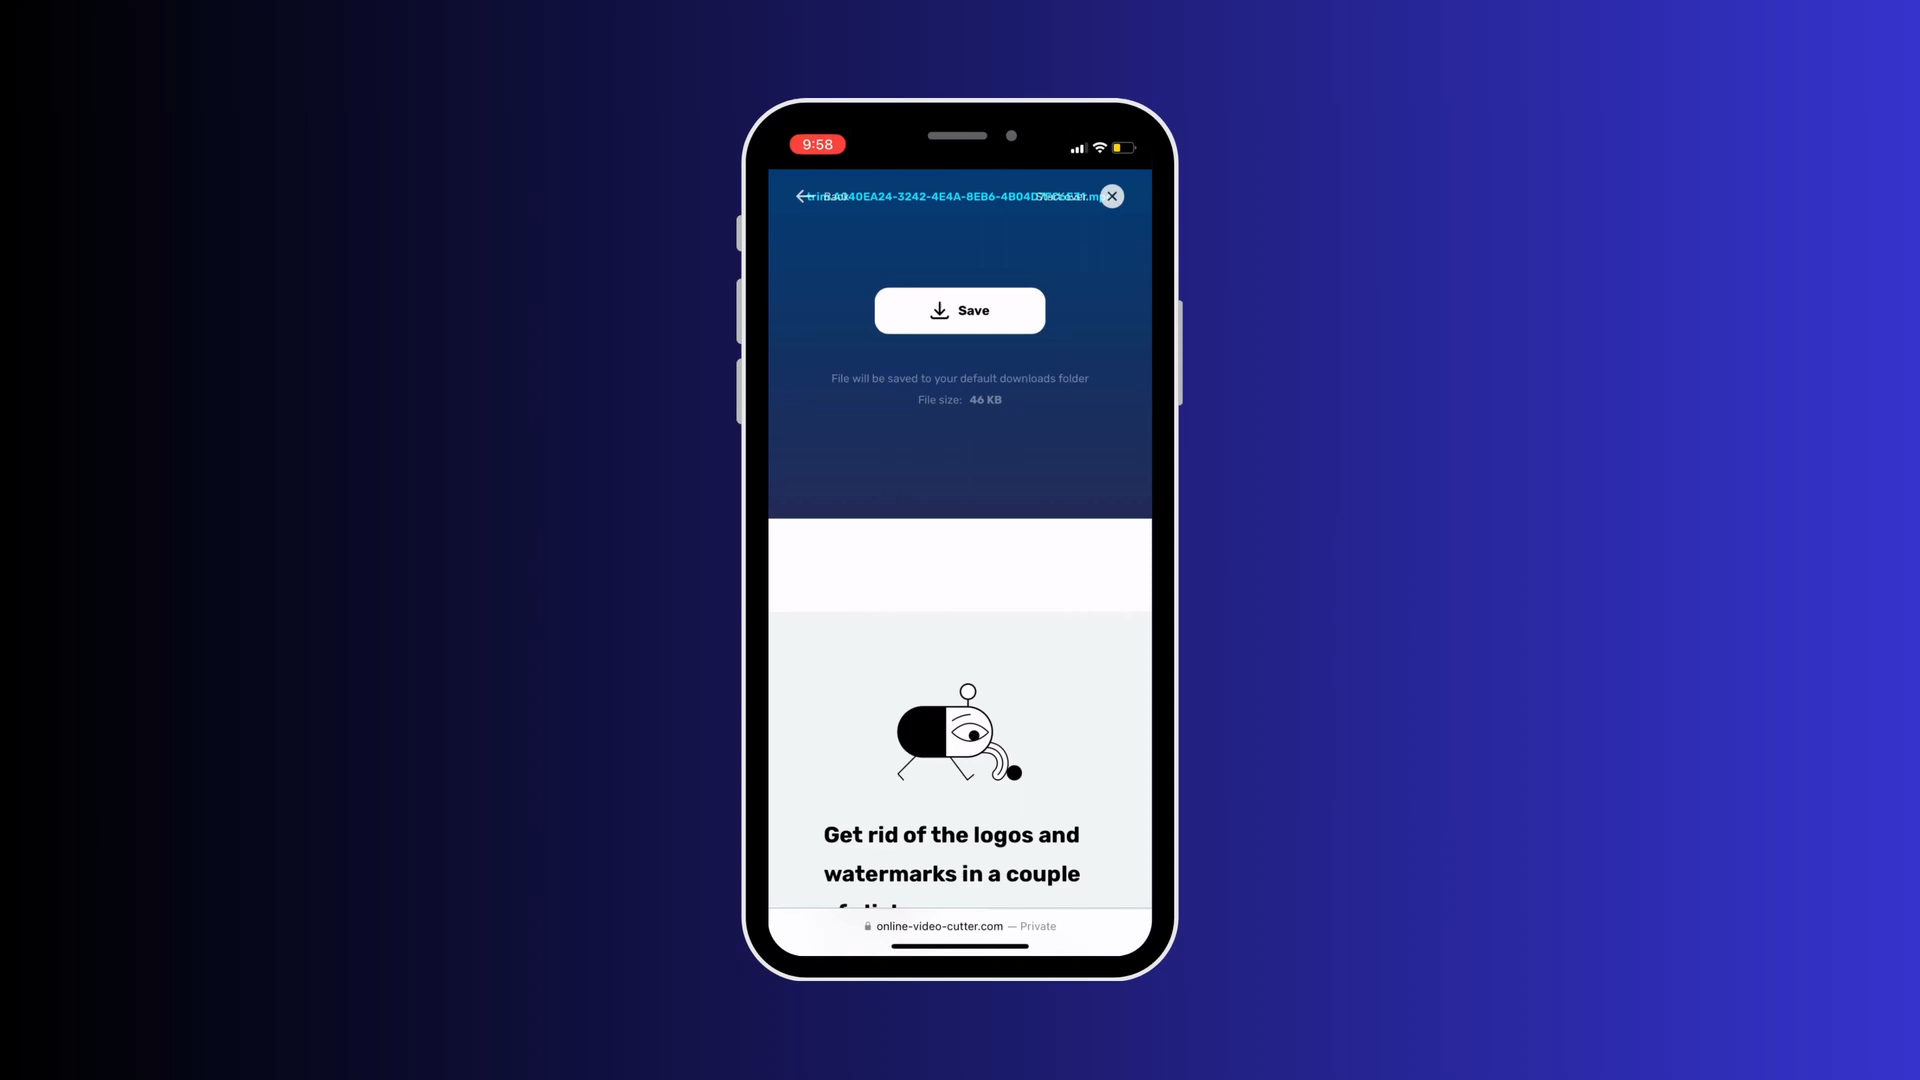 9:58
Back
Save
File will be saved to your default downloads folder
File size: 46 KB
Get rid of the logos and
watermarks in a couple
online-video-cutter.com — Private